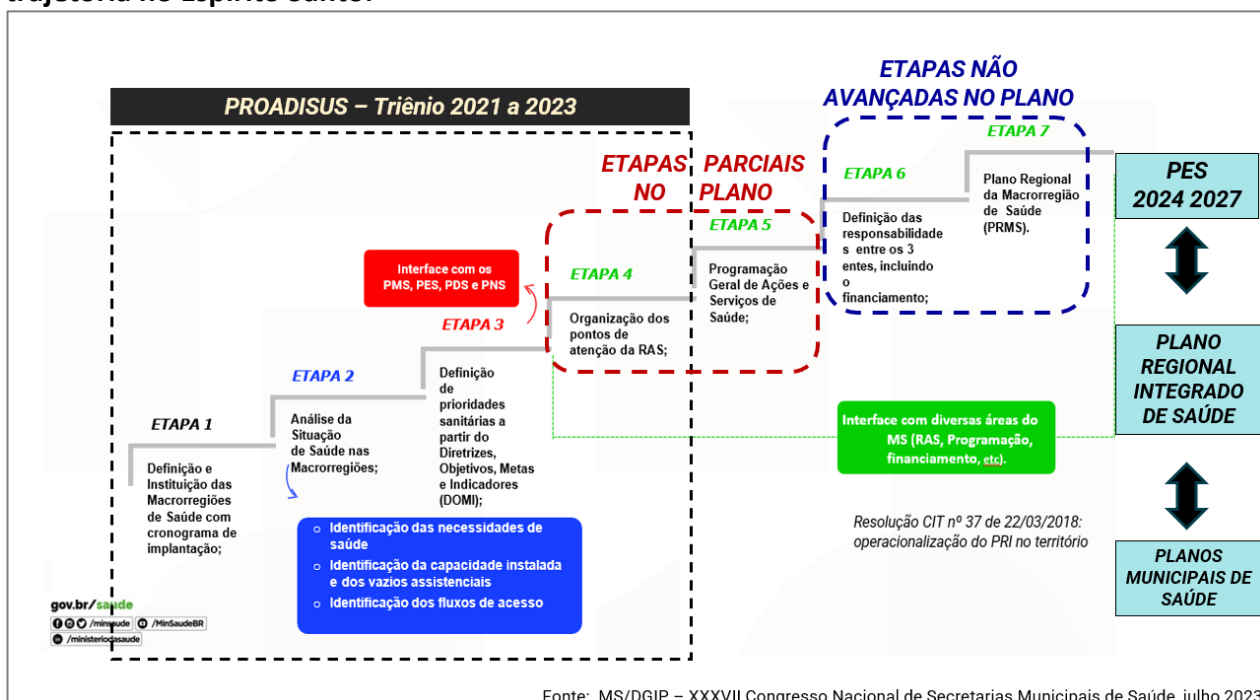 trajetória no Espírito Santo.
ETAPAS NÃO
AVANÇADAS NO PLANO
PROADISUS – Triênio 2021 a 2023
ETAPAS PARCIAIS
NO PLANO
ETAPA 7
Plano Regional
da Macrorregião
de Saúde
(PRMS).
ETAPA 6
Definição das
responsabilidade
s entre os 3
entes, incluindo
o
financiamento;
ETAPA 5
Programação
Geral de Ações e
Serviços de
Saúde;
ETAPA 4
Organização dos
pontos de
atenção da RAS;
Interface com os
PMS, PES, PDS e PNS
ETAPA 3
Definição
de
prioridades
sanitárias a
partir do
Diretrizes,
Objetivos, Metas
e Indicadores
(DOMI);
ETAPA 2
Análise da
Situação
de Saúde nas
Macrorregiões;
ETAPA 1
Definição e
Instituição das
Macrorregiões
de Saúde com
cronograma de
implantação;
o Identificação das necessidades de
saúde
o Identificação da capacidade instalada
e dos vazios assistenciais
o Identificação dos fluxos de acesso
Interface com diversas áreas do
MS (RAS, Programação,
financiamento, etc).
Resolução CIT nº 37 de 22/03/2018:
operacionalização do PRI no território
PES
2024 2027
PLANO
REGIONAL
INTEGRADO
DE SAÚDE
PLANOS
MUNICIPAIS DE
SAÚDE
gov.br/saude
/minsaude /MinSaudeBR
/ministeriodasaude
Fonte: MS/DGIP – XXXVII Congresso Nacional de Secretarias Municipais de Saúde, julho 2023